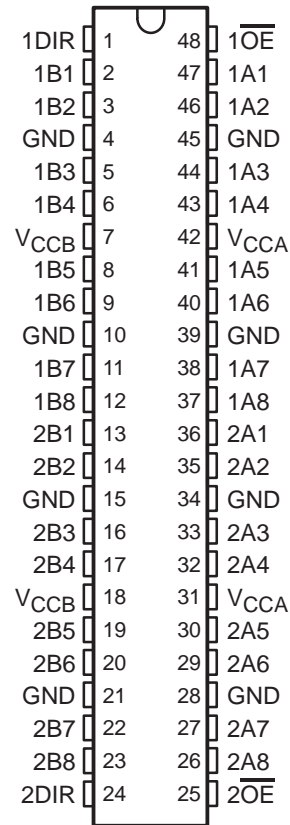 1DIR 1 48 1O̅E̅
1B1 2 47 1A1
1B2 3 46 1A2
GND 4 45 GND
1B3 5 44 1A3
1B4 6 43 1A4
VCCB 7 42 VCCA
1B5 8 41 1A5
1B6 9 40 1A6
GND 10 39 GND
1B7 11 38 1A7
1B8 12 37 1A8
2B1 13 36 2A1
2B2 14 35 2A2
GND 15 34 GND
2B3 16 33 2A3
2B4 17 32 2A4
VCCB 18 31 VCCA
2B5 19 30 2A5
2B6 20 29 2A6
GND 21 28 GND
2B7 22 27 2A7
2B8 23 26 2A8
2DIR 24 25 2O̅E̅